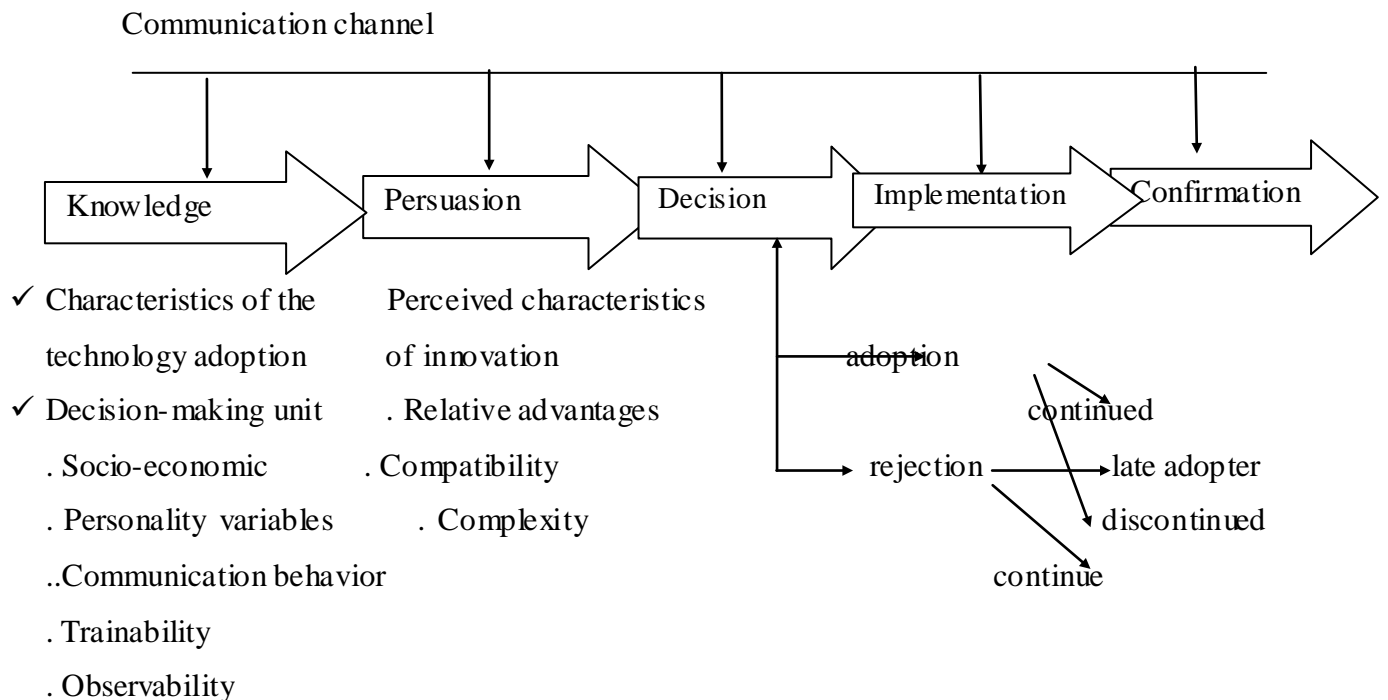 Communication channel
Knowledge
Persuasion
Decision
Implementation
Confirmation
✓ Characteristics of the
technology adoption
✓ Decision-making unit
. Socio-economic
. Personality variables
..Communication behavior
. Trainability
. Observability
Perceived characteristics
of innovation
. Relative advantages
. Compatibility
. Complexity
adoption
rejection
continued
late adopter
discontinued
continue